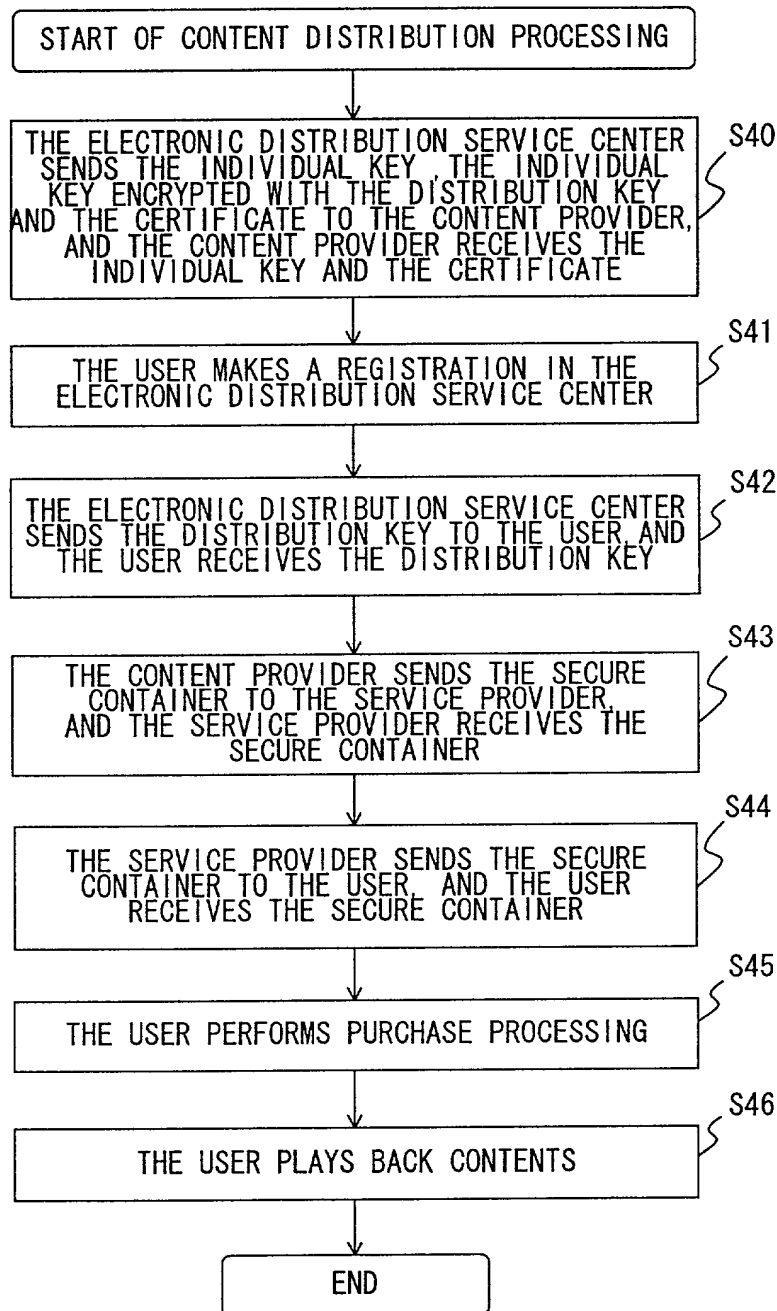 START OF CONTENT DISTRIBUTION PROCESSING
THE ELECTRONIC DISTRIBUTION SERVICE CENTER
SENDS THE INDIVIDUAL KEY, THE INDIVIDUAL
KEY ENCRYPTED WITH THE DISTRIBUTION KEY
AND THE CERTIFICATE TO THE CONTENT PROVIDER,
AND THE CONTENT PROVIDER RECEIVES THE
INDIVIDUAL KEY AND THE CERTIFICATE
S40
THE USER MAKES A REGISTRATION IN THE
ELECTRONIC DISTRIBUTION SERVICE CENTER
S41
THE ELECTRONIC DISTRIBUTION SERVICE CENTER
SENDS THE DISTRIBUTION KEY TO THE USER, AND
THE USER RECEIVES THE DISTRIBUTION KEY
S42
THE CONTENT PROVIDER SENDS THE SECURE
CONTAINER TO THE SERVICE PROVIDER,
AND THE SERVICE PROVIDER RECEIVES THE
SECURE CONTAINER
S43
THE SERVICE PROVIDER SENDS THE SECURE
CONTAINER TO THE USER, AND THE USER
RECEIVES THE SECURE CONTAINER
S44
THE USER PERFORMS PURCHASE PROCESSING
S45
THE USER PLAYS BACK CONTENTS
S46
END